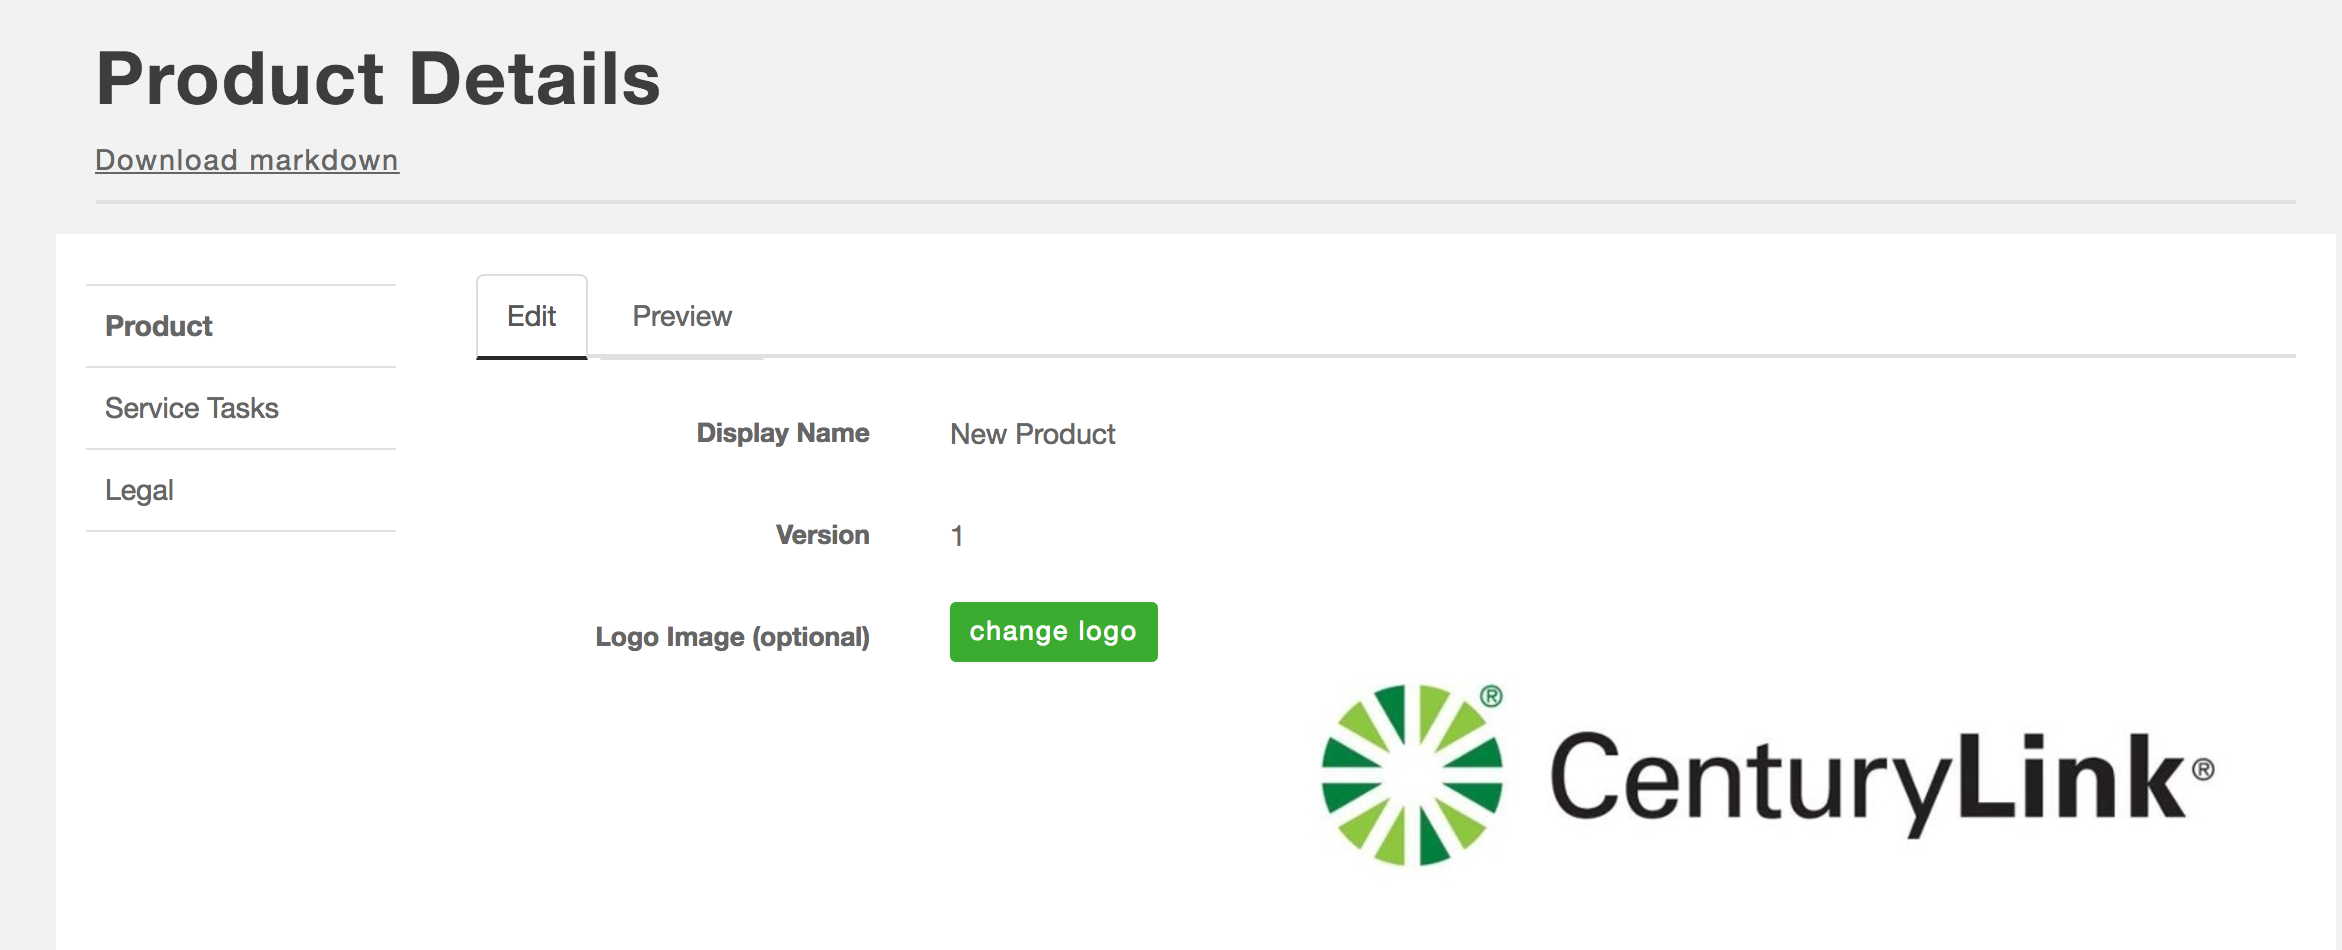 Product Details
Download markdown
Product
Service Tasks
Legal
Edit
Preview
Display Name
New Product
Version
1
Logo Image (optional)
change logo
®
CenturyLink®